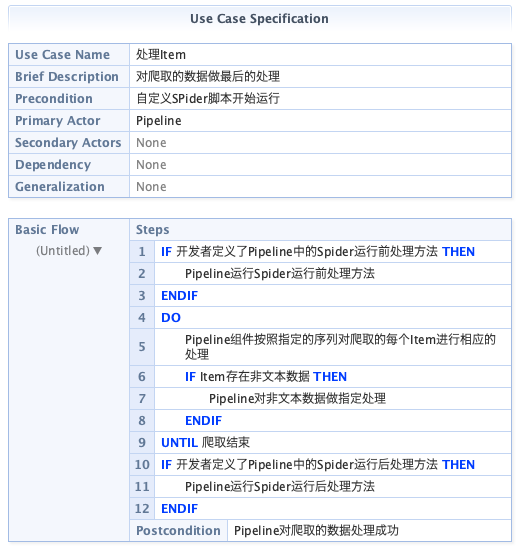 Use Case Specification
Use Case Name 处理Item
Brief Description 对爬取的数据做最后的处理
Precondition 自定义SPider脚本开始运行
Primary Actor Pipeline
Secondary Actors None
Dependency None
Generalization None
Basic Flow Steps
(Untitled) ▼
1 IF 开发者定义了Pipeline中的Spider运行前处理方法 THEN
2 Pipeline运行Spider运行前处理方法
3 ENDIF
4 DO
5 Pipeline组件按照指定的序列对爬取的每个Item进行相应的
处理
6 IF Item存在非文本数据 THEN
7 Pipeline对非文本数据做指定处理
8 ENDIF
9 UNTIL 爬取结束
10 IF 开发者定义了Pipeline中的Spider运行后处理方法 THEN
11 Pipeline运行Spider运行后处理方法
12 ENDIF
Postcondition Pipeline对爬取的数据处理成功